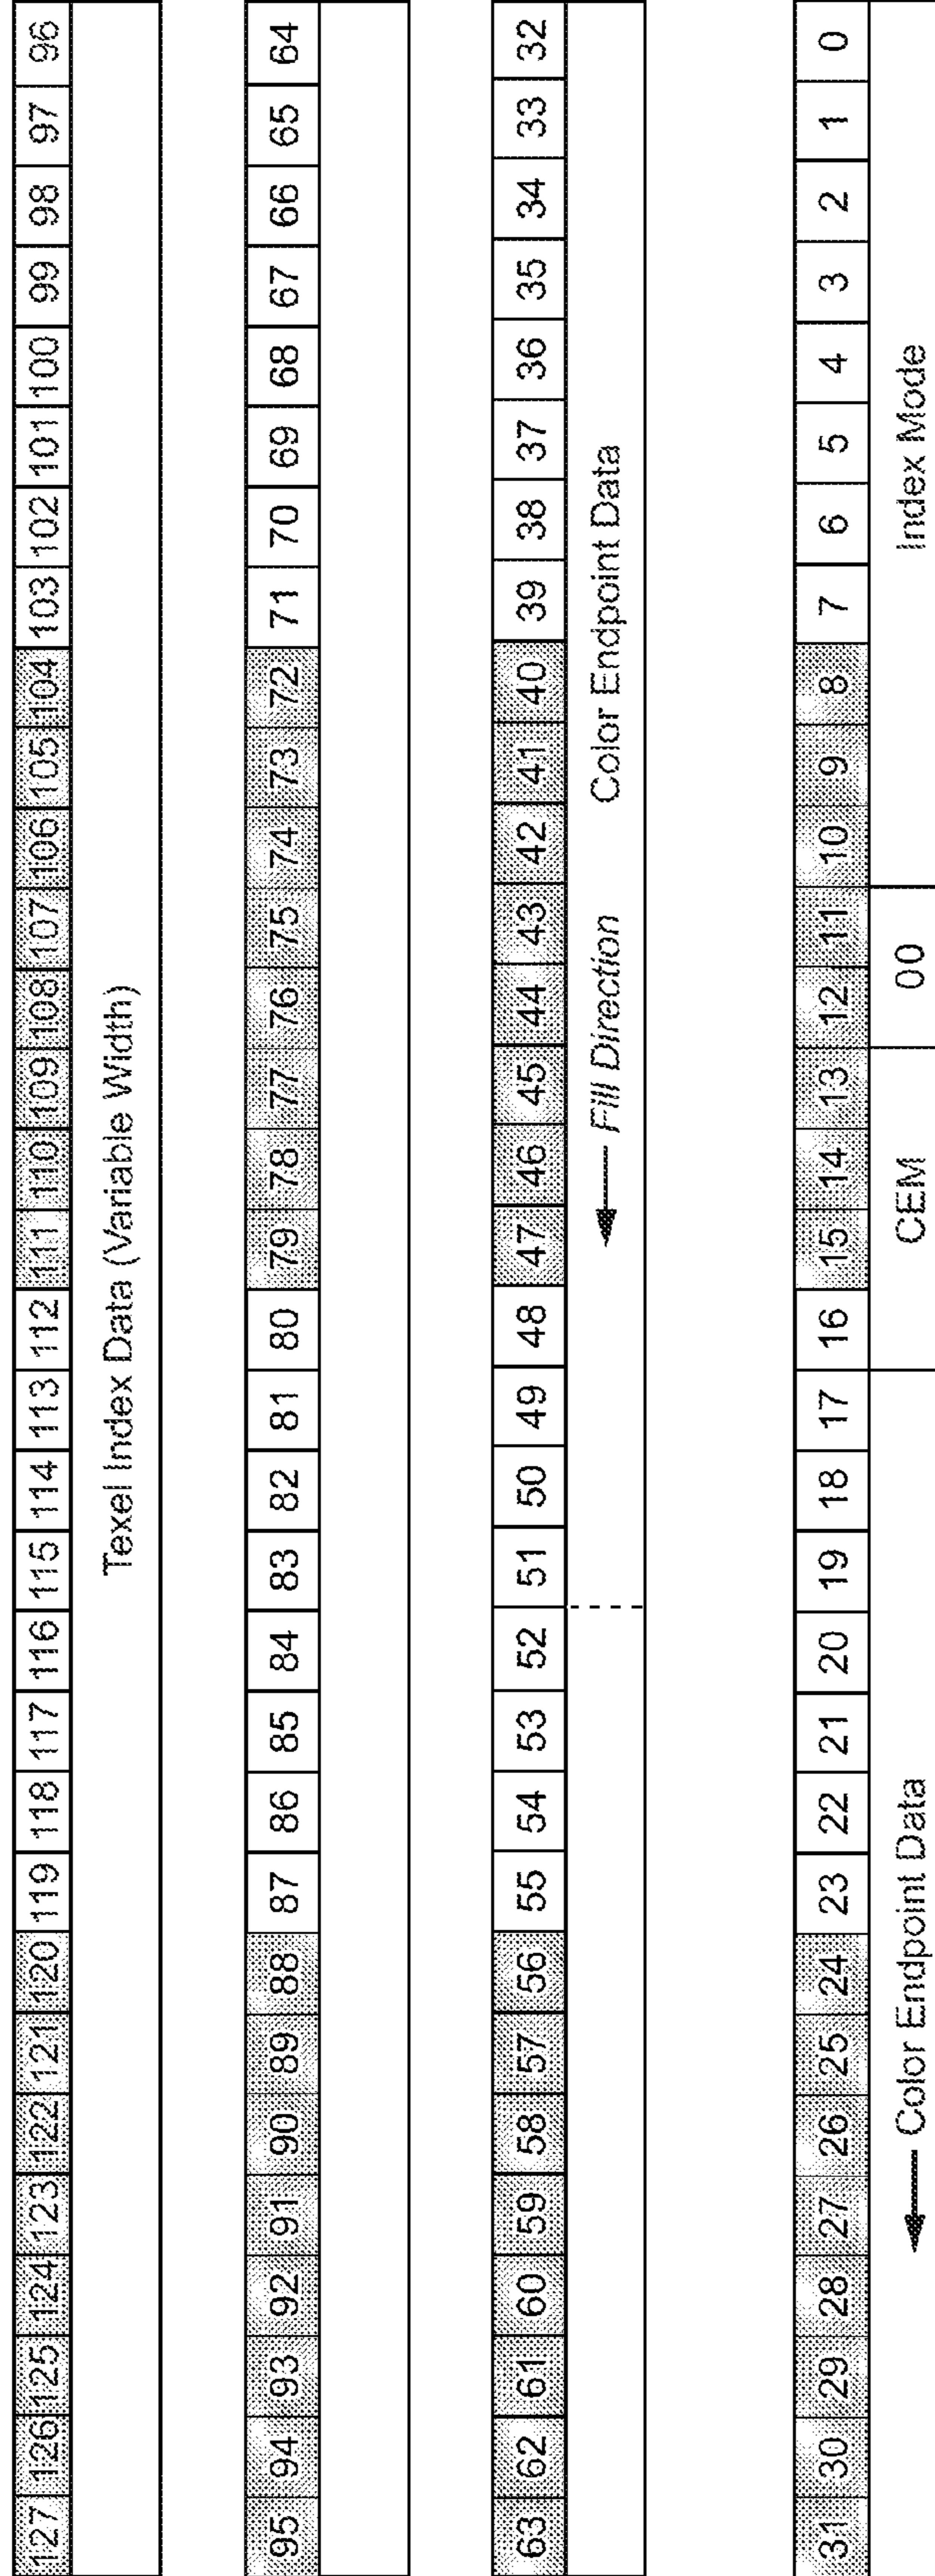 127 126 125 124 123 122 121 120 119 118 117 116 115 114 113 112 111 110 109 108 107 106 105 104 103 102 101 100 99 98 97 96
Texel Index Data (Variable Width)
95 94 93 92 91 90 89 88 87 86 85 84 83 82 81 80 79 78 77 76 75 74 73 72 71 70 69 68 67 66 65 64
63 62 61 60 59 58 57 56 55 54 53 52 51 50 49 48 47 46 45 44 43 42 41 40 39 38 37 36 35 34 33 32
Fill Direction Color Endpoint Data
31 30 29 28 27 26 25 24 23 22 21 20 19 18 17 16 15 14 13 12 11 10 9 8 7 6 5 4 3 2 1 0
Color Endpoint Data CEM 00 Index Mode